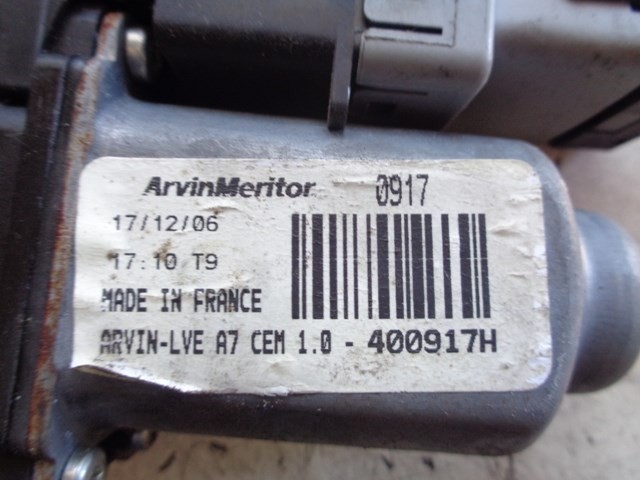 ArvinMeritor 0917
17/12/06
17:10 T9
MADE IN FRANCE
ARVIN-LVE A7 CEM 1.0 - 400917H